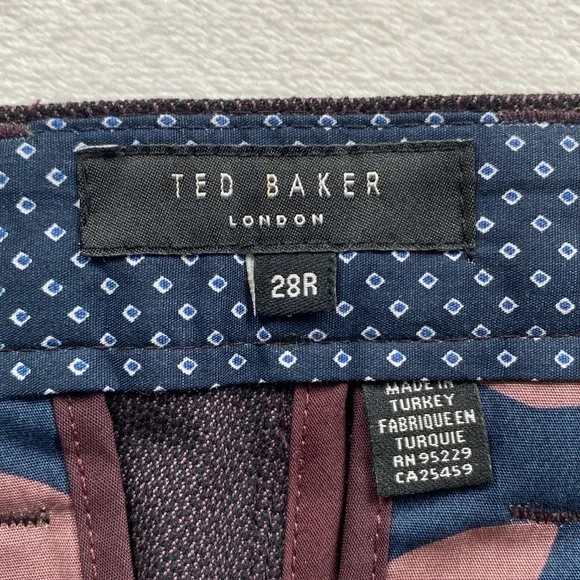 TED BAKER
LONDON
28R
MADE IN
TURKEY
FABRIQUE EN
TURQUIE
RN 95229
CA25459